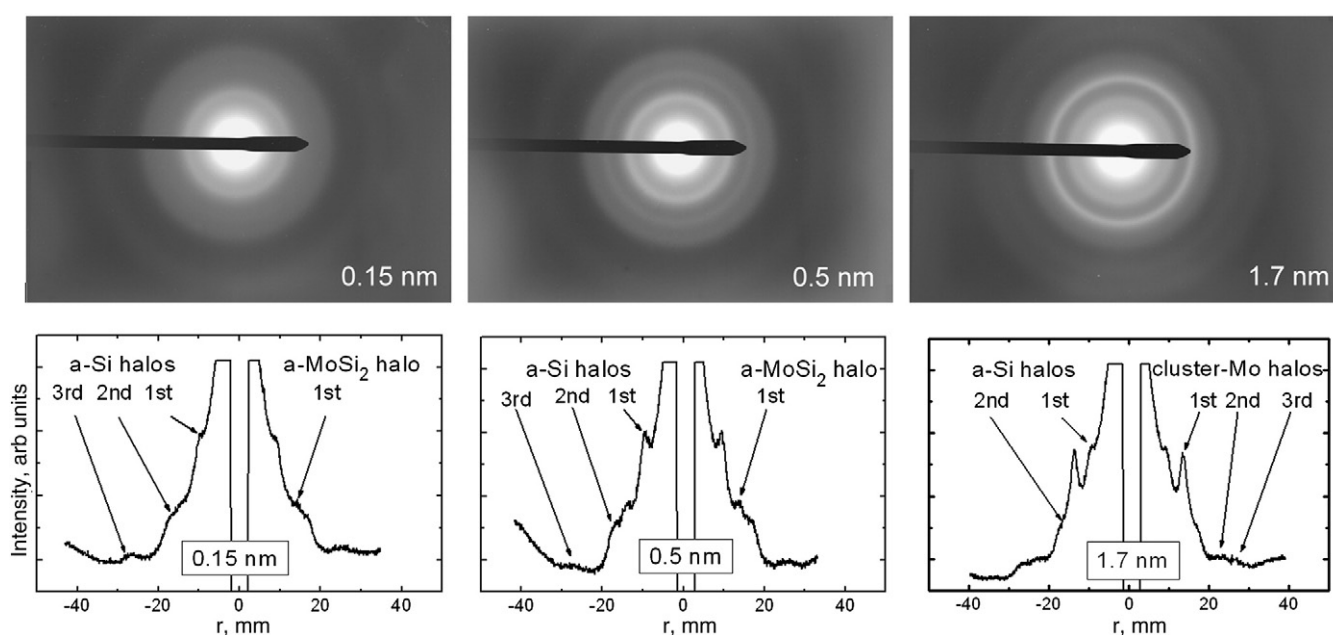 0.15 nm
0.5 nm
1.7 nm
Intensity, arb units
a-Si halos
3rd 2nd 1st
a-MoSi₂ halo
1st
0.15 nm
-40 -20 0 20 40
r, mm
a-Si halos
3rd 2nd 1st
a-MoSi₂ halo
1st
0.5 nm
-40 -20 0 20 40
r, mm
a-Si halos
2nd 1st
cluster-Mo halos
1st 2nd 3rd
1.7 nm
-40 -20 0 20 40
r, mm